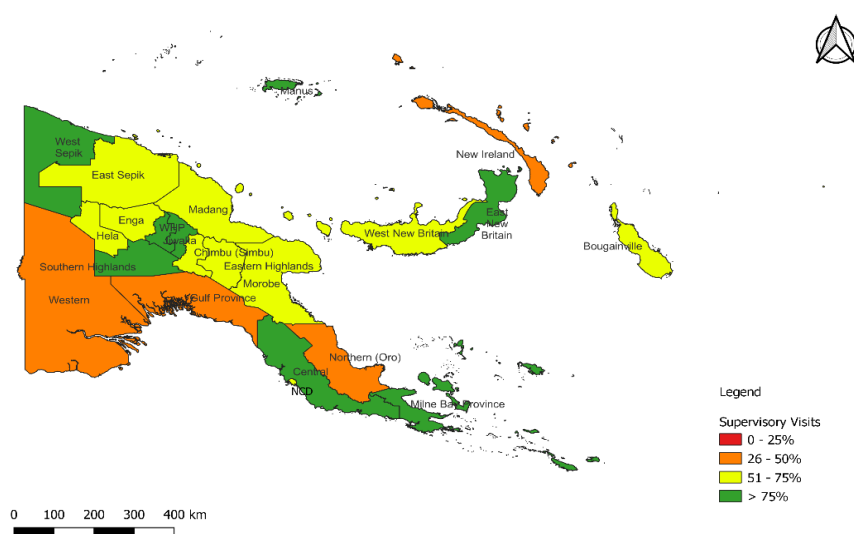 Manus
New Ireland
West
Sepik
East Sepik
Madang
Enga
WHP
Jiwaka
Hela
Chimbu (Simbu)
Southern Highlands
Eastern Highlands
Morobe
Western
Gulf Province
West New Britain
East
New
Britain
Bougainville
Northern (Oro)
Central
NCD
Milne Bay Province
Legend
Supervisory Visits
0 - 25%
26 - 50%
51 - 75%
> 75%
0 100 200 300 400 km